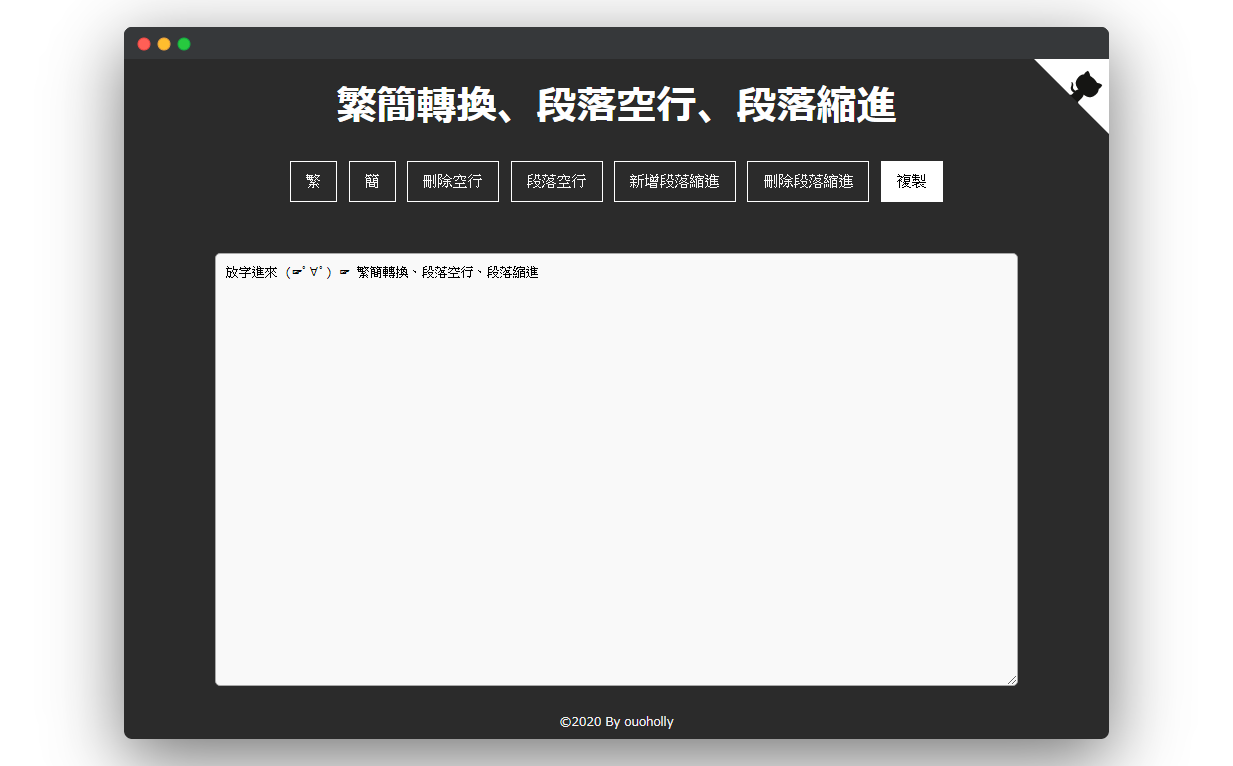 繁簡轉換、段落空行、段落縮進
繁 簡 刪除空行 段落空行 新增段落縮進 刪除段落縮進 複製
放字進來 (☛ﾟ∀ﾟ) ☛ 繁簡轉換、段落空行、段落縮進
©2020 By ouoholly